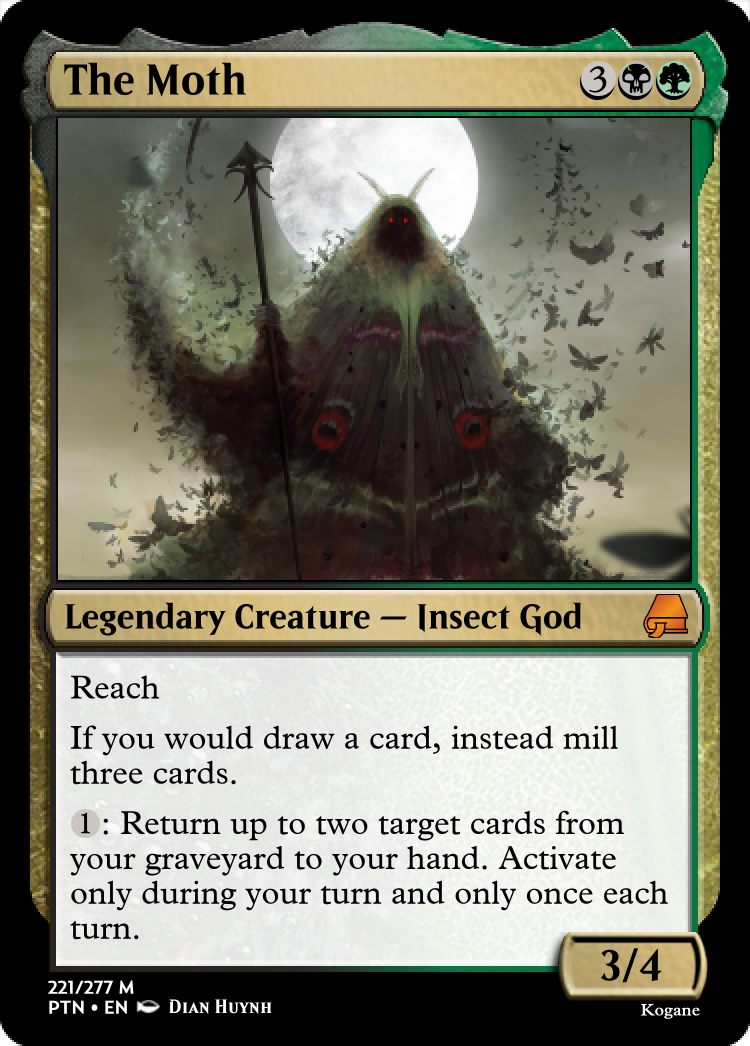 The Moth 3
Legendary Creature — Insect God
Reach
If you would draw a card, instead mill
three cards.
1: Return up to two target cards from
your graveyard to your hand. Activate
only during your turn and only once each
turn.
3/4
221/277 M
PTN • EN DIAN HUYNH
Kogane